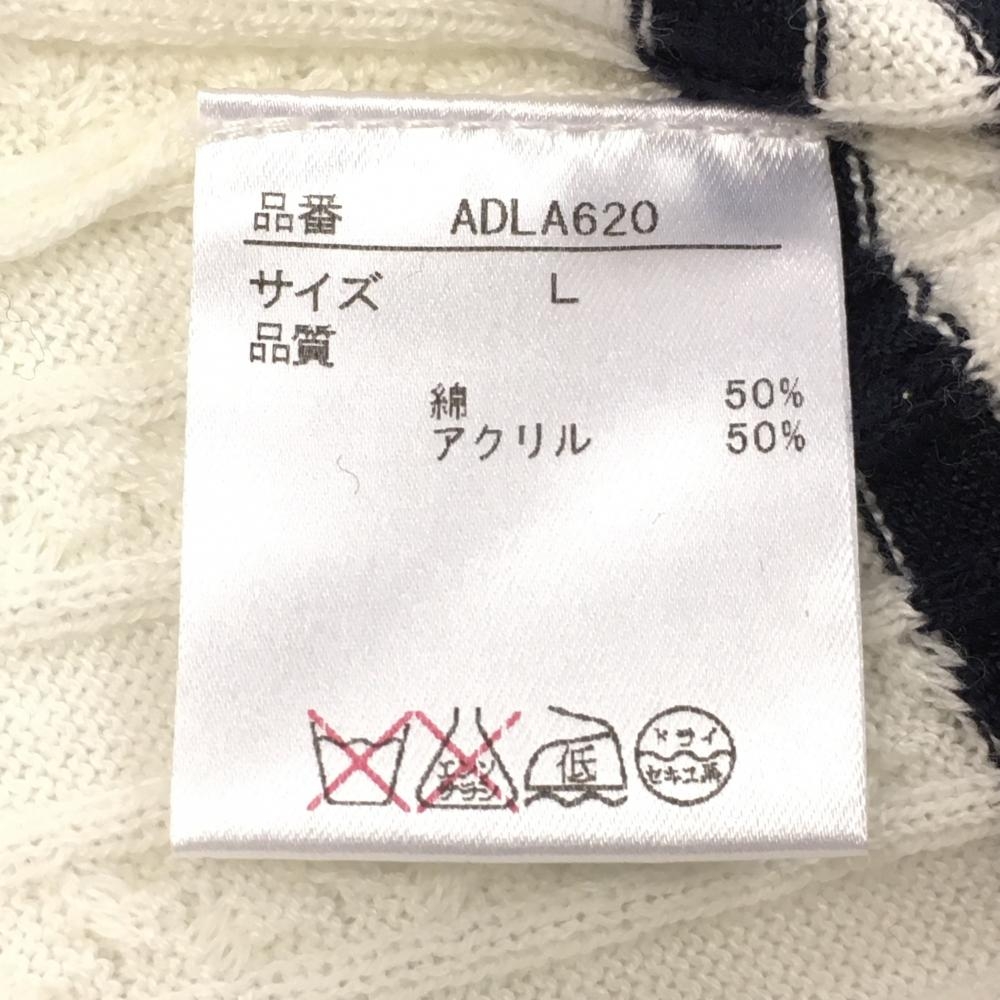 品番 ADLA620
サイズ L
品質
綿 50%
アクリル 50%
エンソ
サラシ
低
ドライ
セキユ系